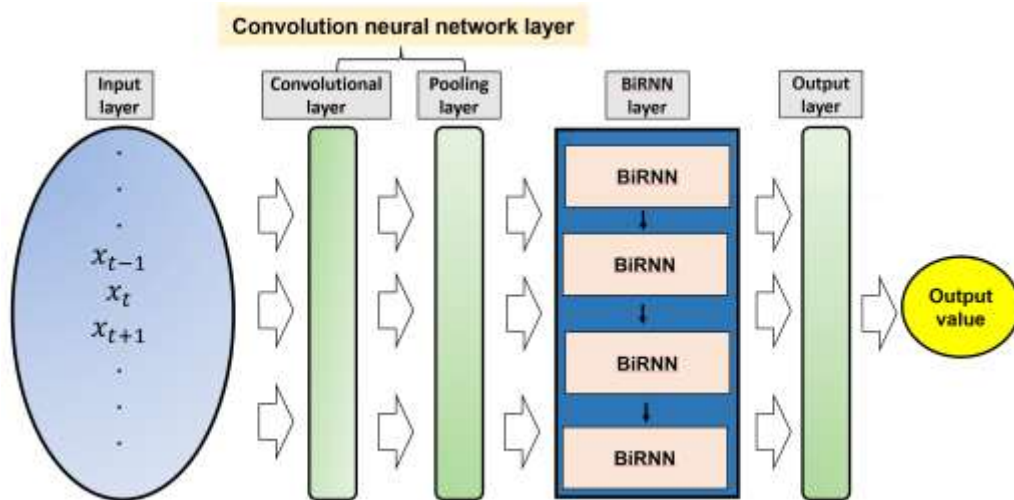 Convolution neural network layer
Input
layer
Convolutional
layer
Pooling
layer
BiRNN
layer
Output
layer
.
.
.
x_{t-1}
x_t
x_{t+1}
.
.
.
BiRNN
BiRNN
BiRNN
BiRNN
Output
value